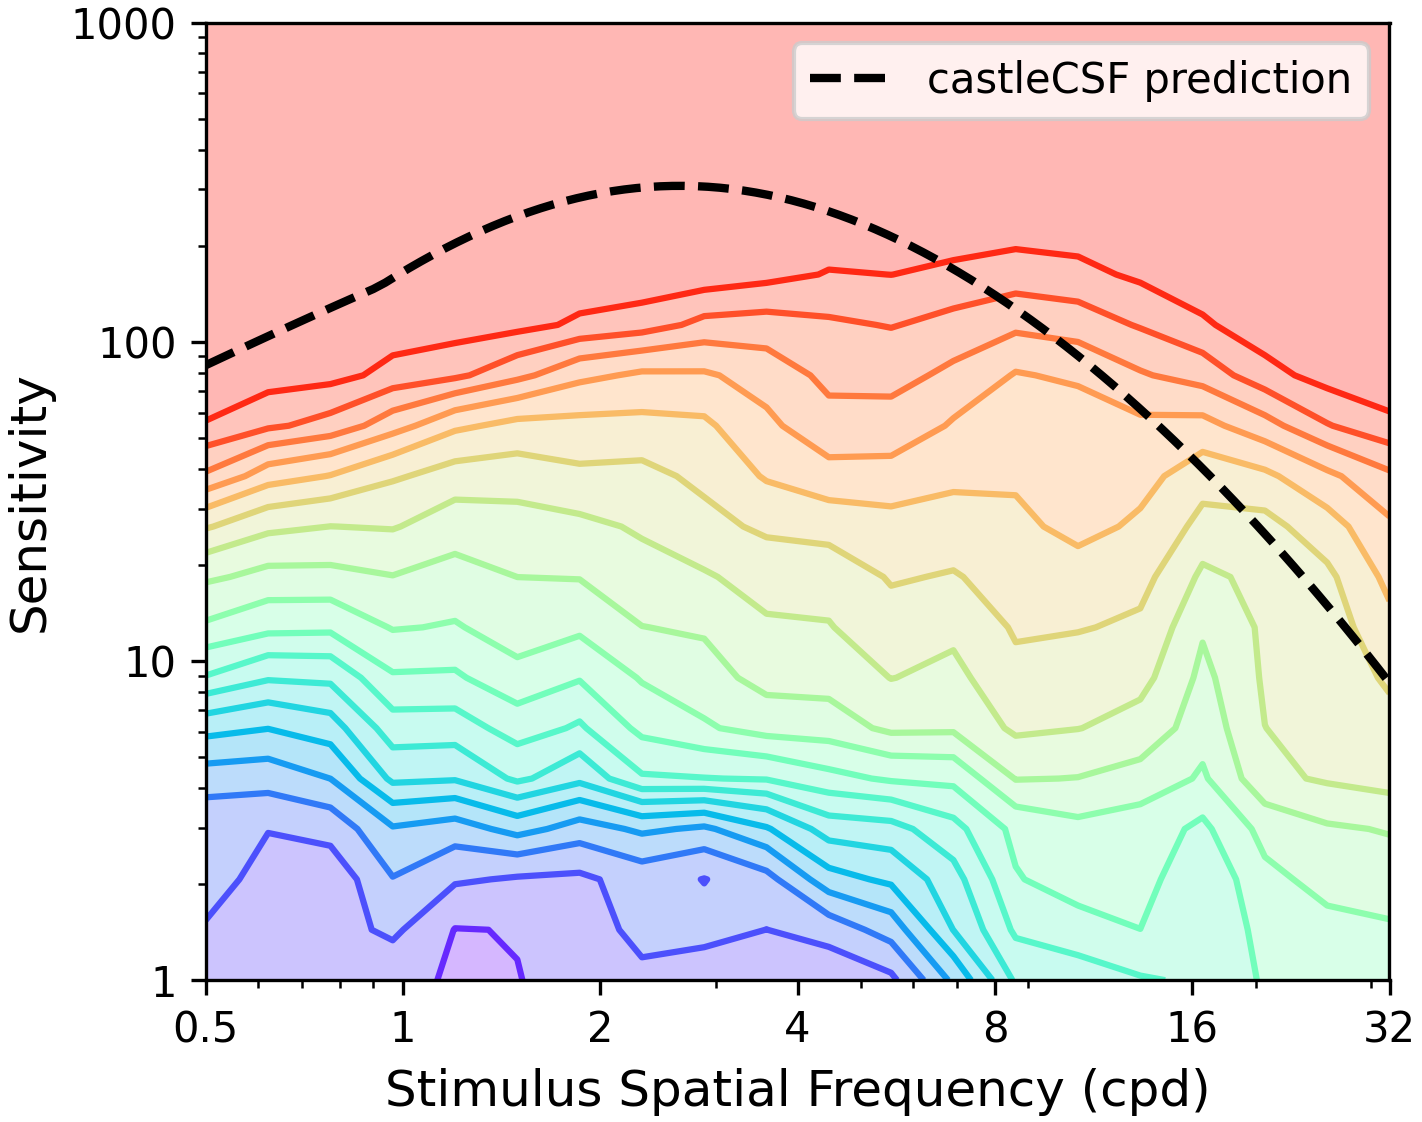 1000
100
10
1
Sensitivity
castleCSF prediction
0.5 1 2 4 8 16 32
Stimulus Spatial Frequency (cpd)